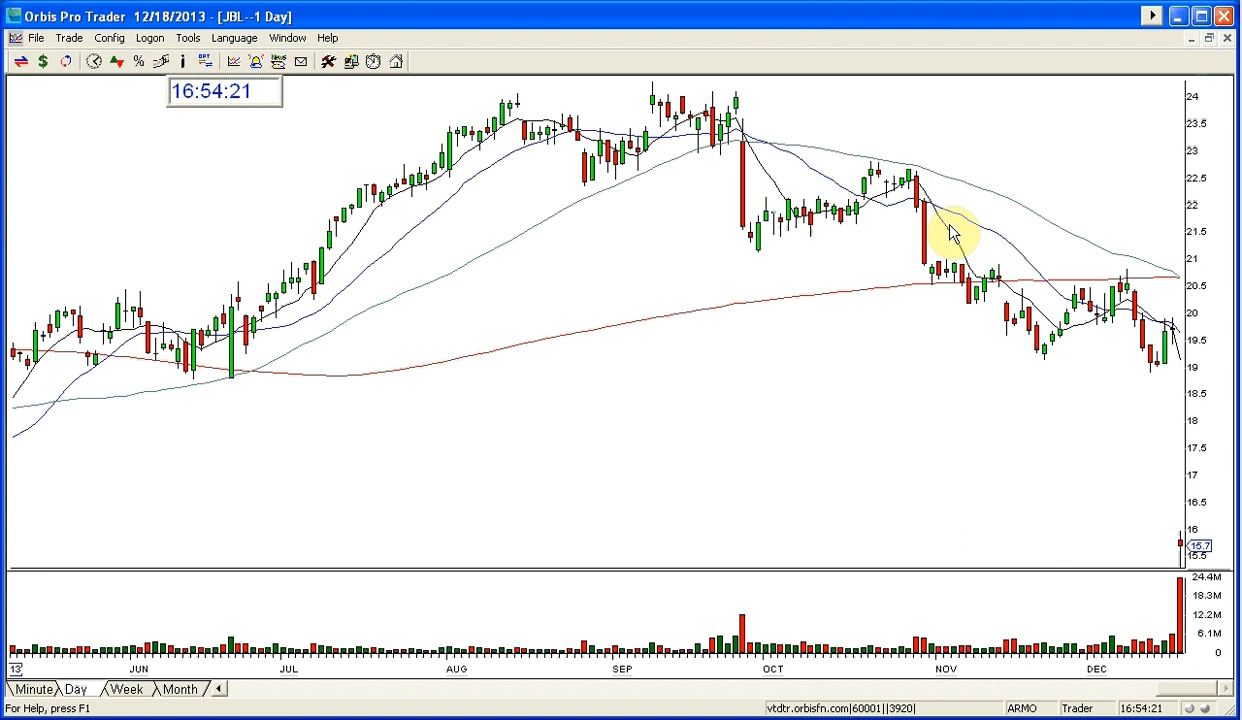 Orbis Pro Trader 12/18/2013 - [JBL--1 Day]
File Trade Config Logon Tools Language Window Help
$ % i OPT News
16:54:21
24
23.5
23
22.5
22
21.5
21
20.5
20
19.5
19
18.5
18
17.5
17
16.5
16
15.7
15.5
24.4M
18.3M
12.2M
6.1M
0
13 JUN JUL AUG SEP OCT NOV DEC
Minute Day Week Month
For Help, press F1 vtdtr.orbisfn.com|60001||3920| ARMO Trader 16:54:21